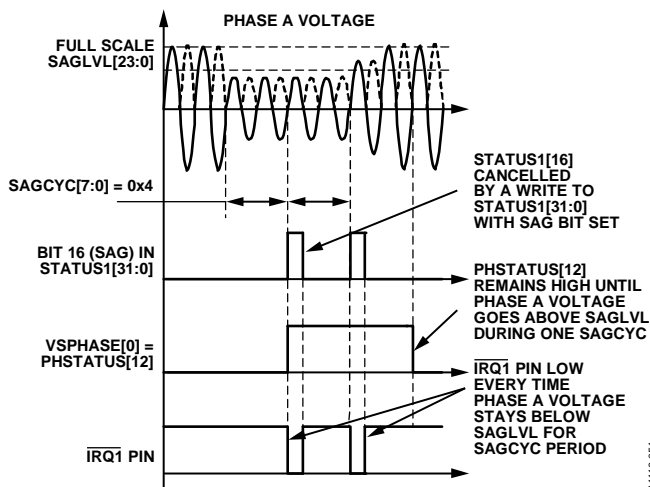 PHASE A VOLTAGE
FULL SCALE
SAGLVL[23:0]
SAGCYC[7:0] = 0x4
STATUS1[16]
CANCELLED
BY A WRITE TO
STATUS1[31:0]
WITH SAG BIT SET
BIT 16 (SAG) IN
STATUS1[31:0]
PHSTATUS[12]
REMAINS HIGH UNTIL
PHASE A VOLTAGE
GOES ABOVE SAGLVL
DURING ONE SAGCYC
VSPHASE[0] =
PHSTATUS[12]
IRQ1 PIN LOW
EVERY TIME
PHASE A VOLTAGE
STAYS BELOW
SAGLVL FOR
SAGCYC PERIOD
IRQ1 PIN